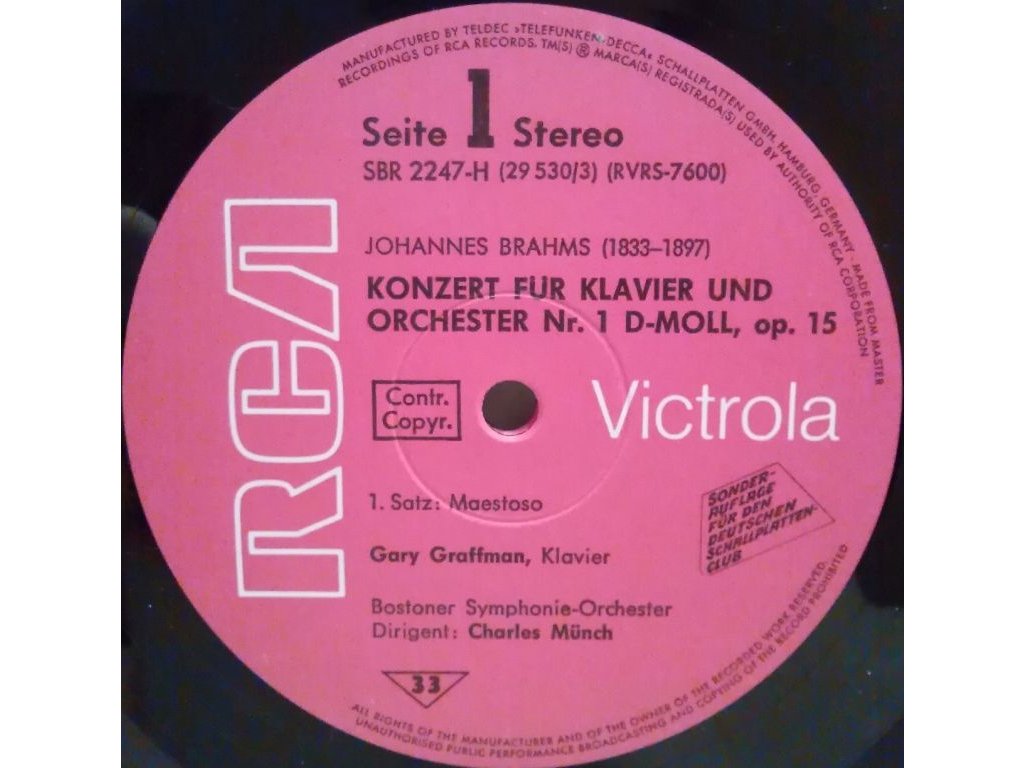 MANUFACTURED BY TELDEC »TELEFUNKEN-DECCA« SCHALLPLATTEN GMBH, HAMBURG, GERMANY · MADE FROM MASTER
RECORDINGS OF RCA RECORDS. TM(S) ® MARCA(S) REGISTRADA(S) USED BY AUTHORITY OF RCA CORPORATION
Seite 1 Stereo
SBR 2247-H (29 530/3) (RVRS-7600)
RCA
JOHANNES BRAHMS (1833–1897)
KONZERT FÜR KLAVIER UND
ORCHESTER Nr. 1 D-MOLL, op. 15
Contr.
Copyr.
Victrola
1. Satz: Maestoso
SONDER-
AUFLAGE
FÜR DEN
DEUTSCHEN
SCHALLPLATTEN-
CLUB
Gary Graffman, Klavier
Bostoner Symphonie-Orchester
Dirigent: Charles Münch
33
ALL RIGHTS OF THE MANUFACTURER AND OF THE OWNER OF THE RECORDED WORK RESERVED.
UNAUTHORISED PUBLIC PERFORMANCE BROADCASTING AND COPYING OF THE RECORD PROHIBITED